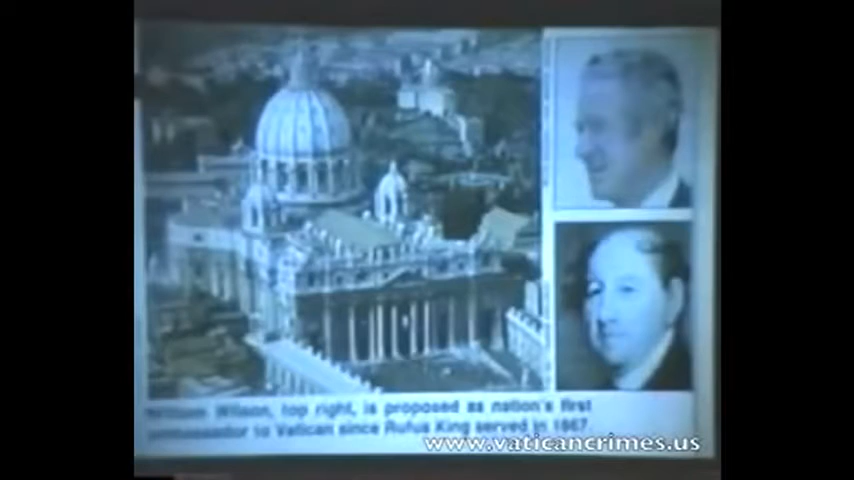 William Wilson, top right, is proposed as nation's first
ambassador to Vatican since Rufus King served in 1867.
www.vaticancrimes.us